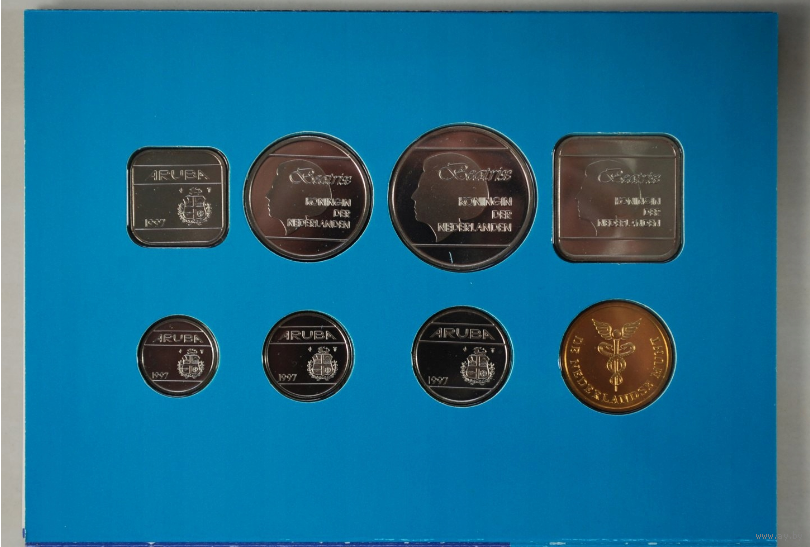 ARUBA
1997
Beatrix
KONINGIN
DER
NEDERLANDEN
Beatrix
KONINGIN
DER
NEDERLANDEN
Beatrix
KONINGIN
DER
NEDERLANDEN
ARUBA
1997
ARUBA
1997
ARUBA
1997
DE NEDERLANDSE MUNT